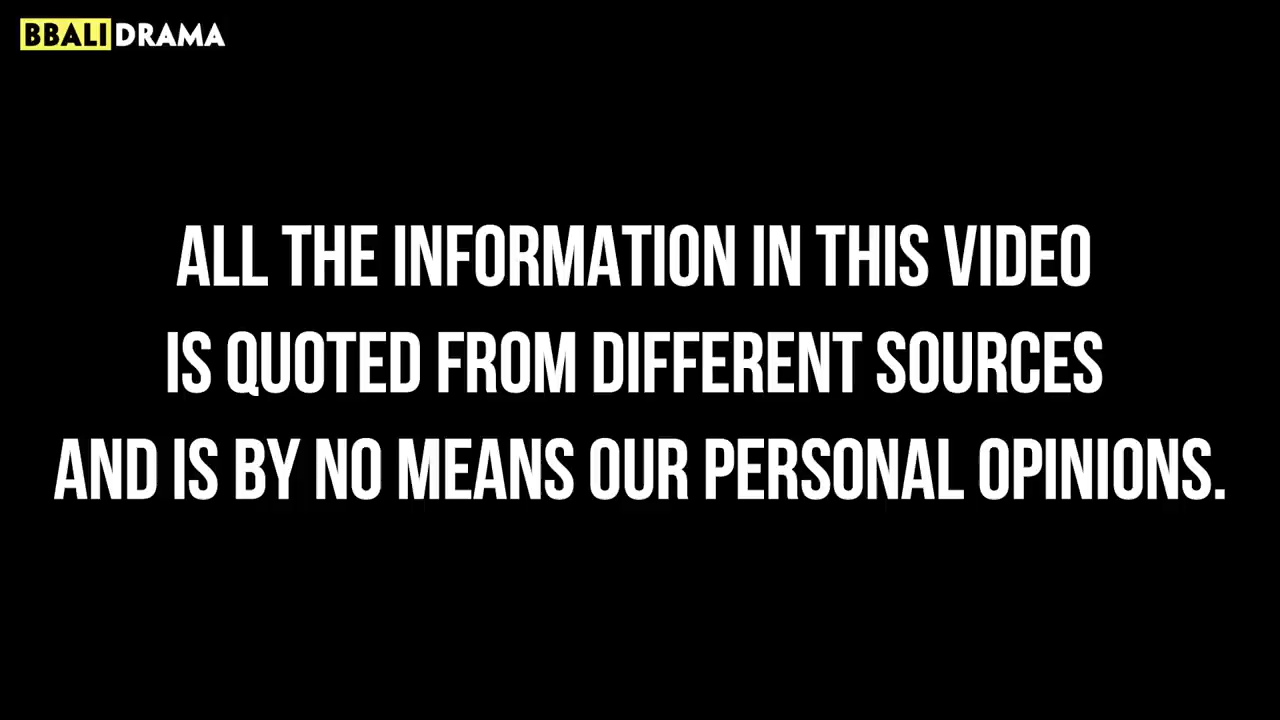 BBALI DRAMA
ALL THE INFORMATION IN THIS VIDEO
IS QUOTED FROM DIFFERENT SOURCES
AND IS BY NO MEANS OUR PERSONAL OPINIONS.